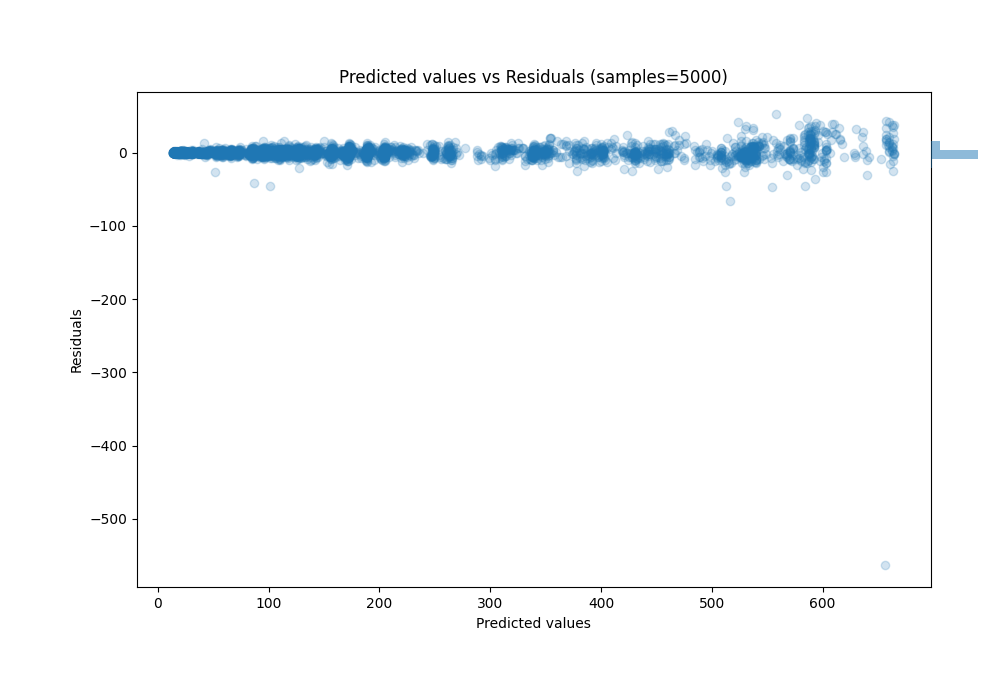 Predicted values vs Residuals (samples=5000)
0
−100
−200
−300
−400
−500
Residuals
0 100 200 300 400 500 600
Predicted values